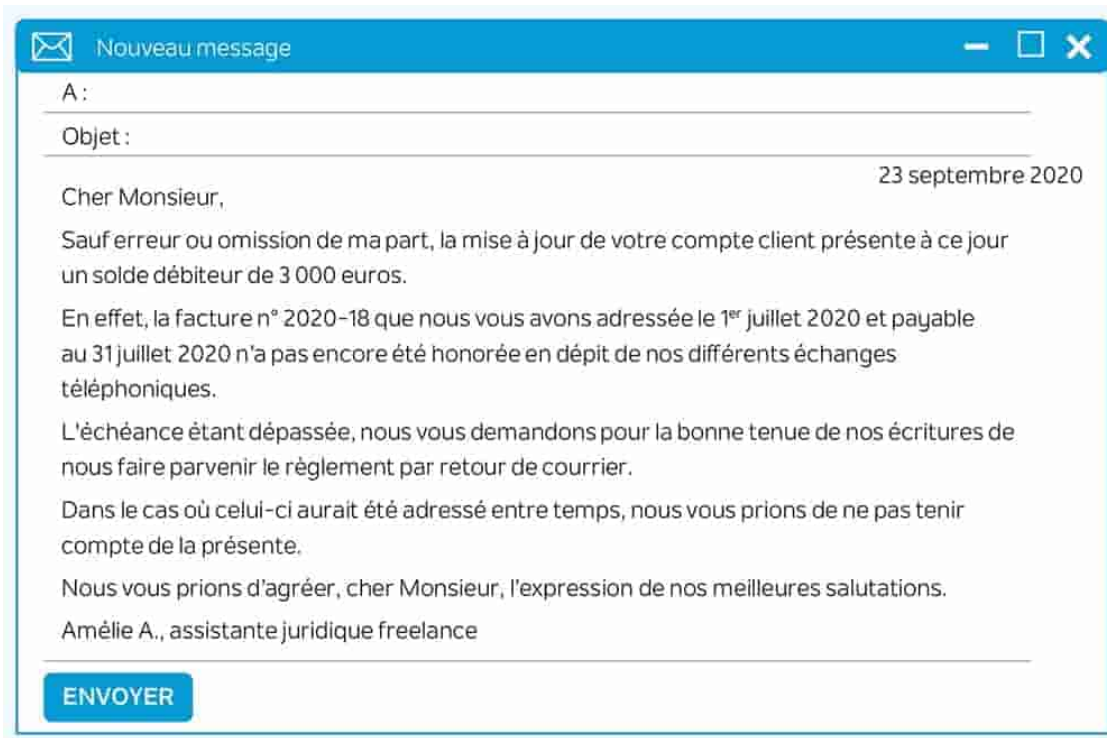 Nouveau message
A :
Objet :
23 septembre 2020
Cher Monsieur,
Sauf erreur ou omission de ma part, la mise à jour de votre compte client présente à ce jour
un solde débiteur de 3 000 euros.
En effet, la facture n° 2020-18 que nous vous avons adressée le 1er juillet 2020 et payable
au 31 juillet 2020 n'a pas encore été honorée en dépit de nos différents échanges
téléphoniques.
L'échéance étant dépassée, nous vous demandons pour la bonne tenue de nos écritures de
nous faire parvenir le règlement par retour de courrier.
Dans le cas où celui-ci aurait été adressé entre temps, nous vous prions de ne pas tenir
compte de la présente.
Nous vous prions d'agréer, cher Monsieur, l'expression de nos meilleures salutations.
Amélie A., assistante juridique freelance
ENVOYER